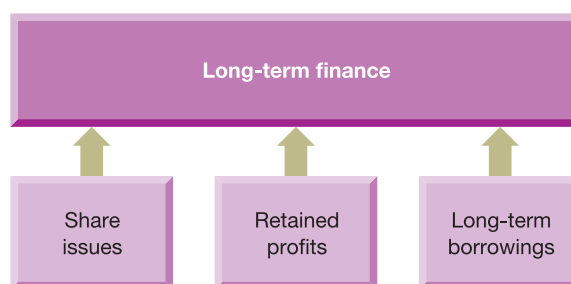 Long-term finance
Share
issues
Retained
profits
Long-term
borrowings